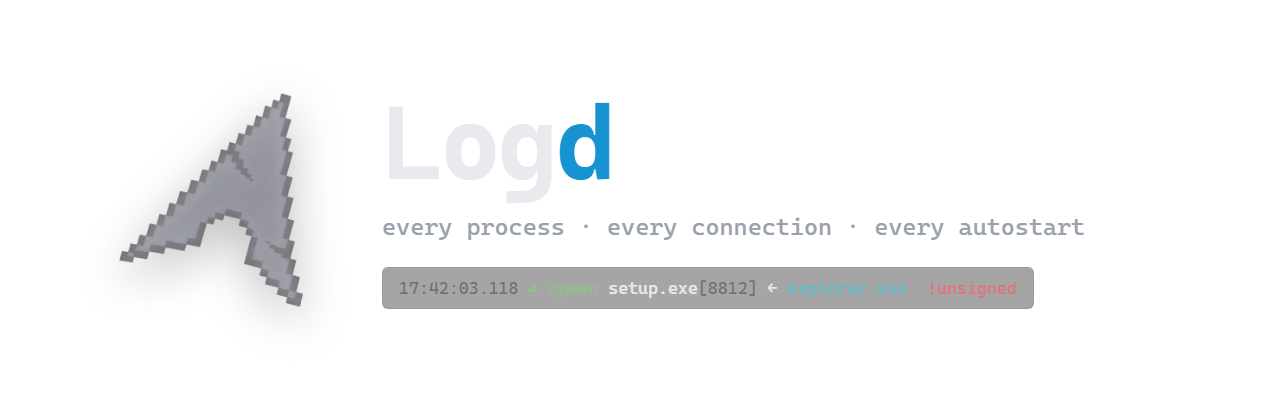 Logd
every process · every connection · every autostart
17:42:03.118 + spawn setup.exe[8812] ← explorer.exe !unsigned